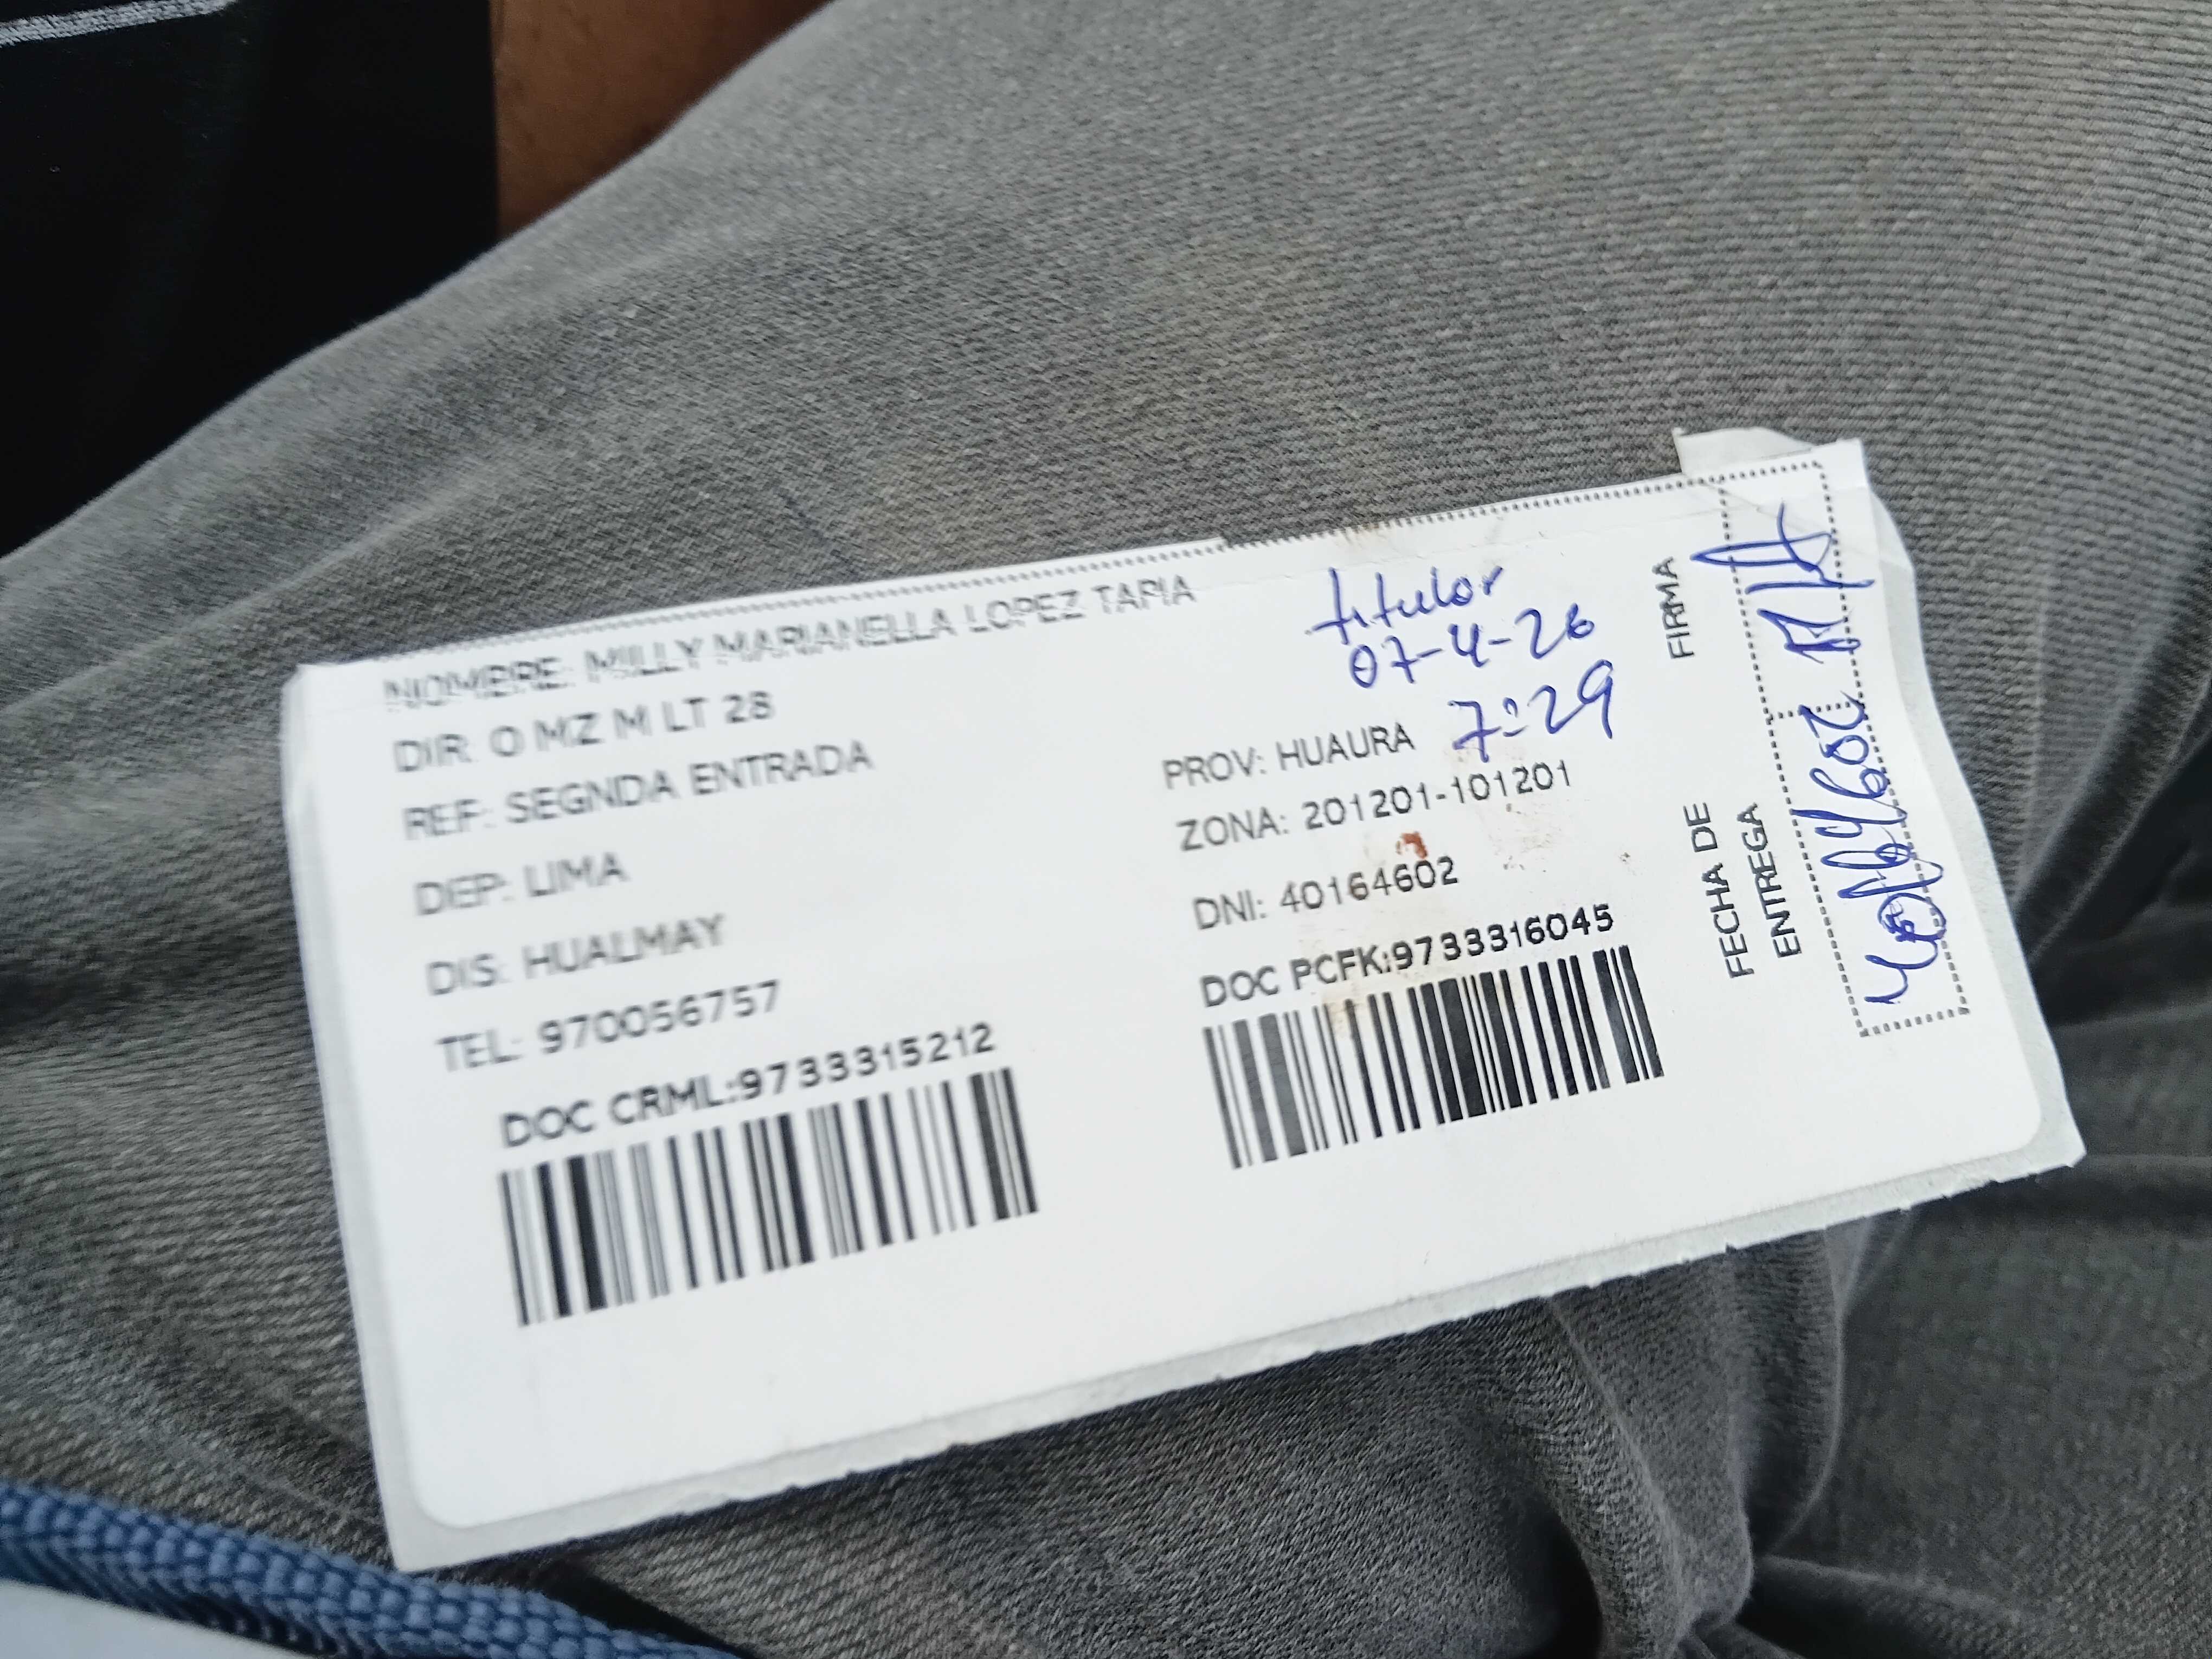 NOMBRE: MILLY MARIANELLA LOPEZ TAPIA
DIR: O MZ M LT 28
REF: SEGNDA ENTRADA
DEP: LIMA
DIS: HUALMAY
TEL: 970056757
DOC CRML:9733315212
titular
07-4-26
7:29
PROV: HUAURA
ZONA: 201201-101201
DNI: 40164602
DOC PCFK:9733316045
FIRMA
FECHA DE
ENTREGA
40164602